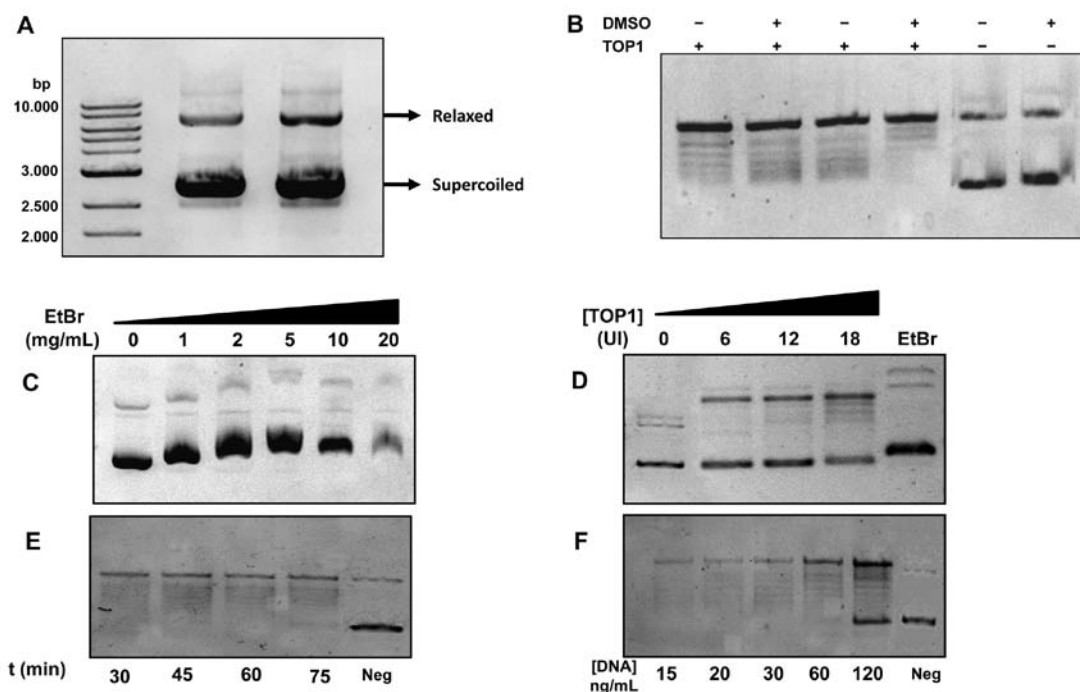 A
bp
10.000
3.000
2.500
2.000
Relaxed
Supercoiled
B
DMSO - + - + - +
TOP1 + + + + - -
EtBr
(mg/mL) 0 1 2 5 10 20
C
[TOP1]
(UI) 0 6 12 18 EtBr
D
E
t (min) 30 45 60 75 Neg
F
[DNA] 15 20 30 60 120 Neg
ng/mL